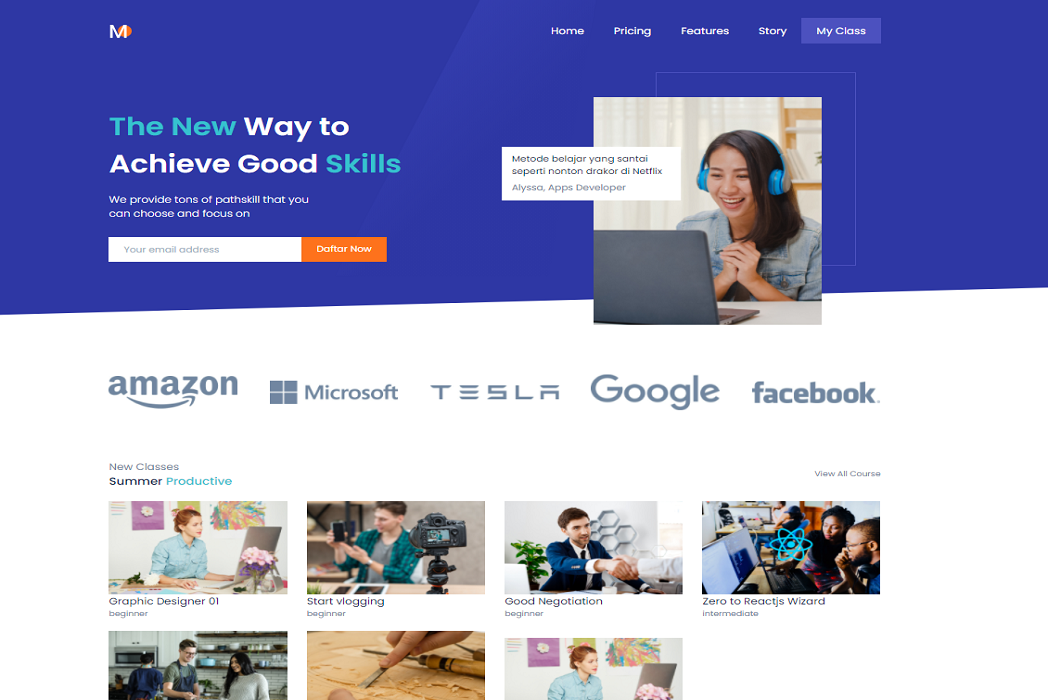 M
Home Pricing Features Story My Class
The New Way to
Achieve Good Skills
We provide tons of pathskill that you
can choose and focus on
Your email address Daftar Now
Metode belajar yang santai
seperti nonton drakor di Netflix
Alyssa, Apps Developer
amazon Microsoft TESLA Google facebook.
New Classes
Summer Productive
View All Course
Graphic Designer 01
beginner
Start vlogging
beginner
Good Negotiation
beginner
Zero to Reactjs Wizard
intermediate